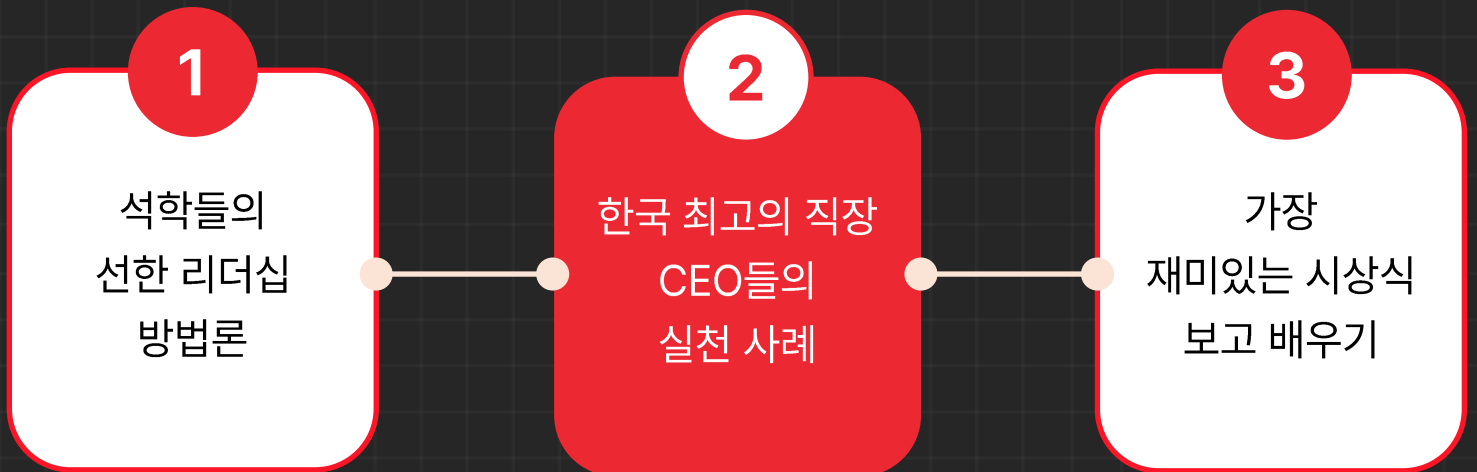 1
석학들의
선한 리더십
방법론
2
한국 최고의 직장
CEO들의
실천 사례
3
가장
재미있는 시상식
보고 배우기